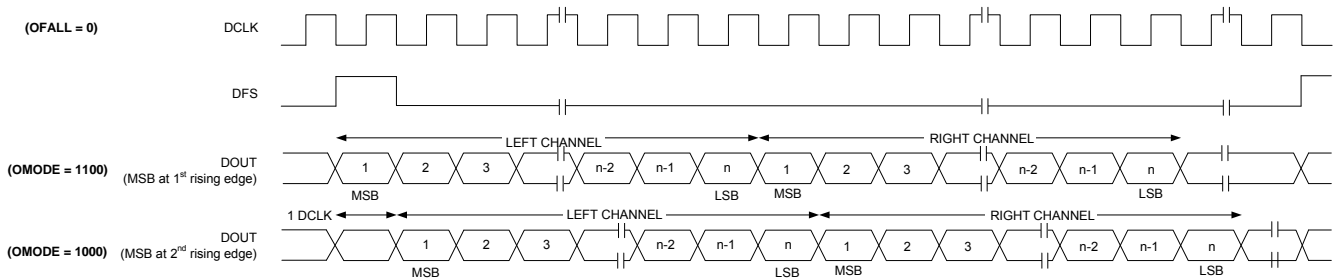 (OFALL = 0) DCLK
DFS
LEFT CHANNEL RIGHT CHANNEL
(OMODE = 1100) DOUT 1 2 3 n-2 n-1 n 1 2 3 n-2 n-1 n
(MSB at 1st rising edge)
MSB LSB MSB LSB
1 DCLK LEFT CHANNEL RIGHT CHANNEL
(OMODE = 1000) DOUT 1 2 3 n-2 n-1 n 1 2 3 n-2 n-1 n
(MSB at 2nd rising edge)
MSB LSB MSB LSB